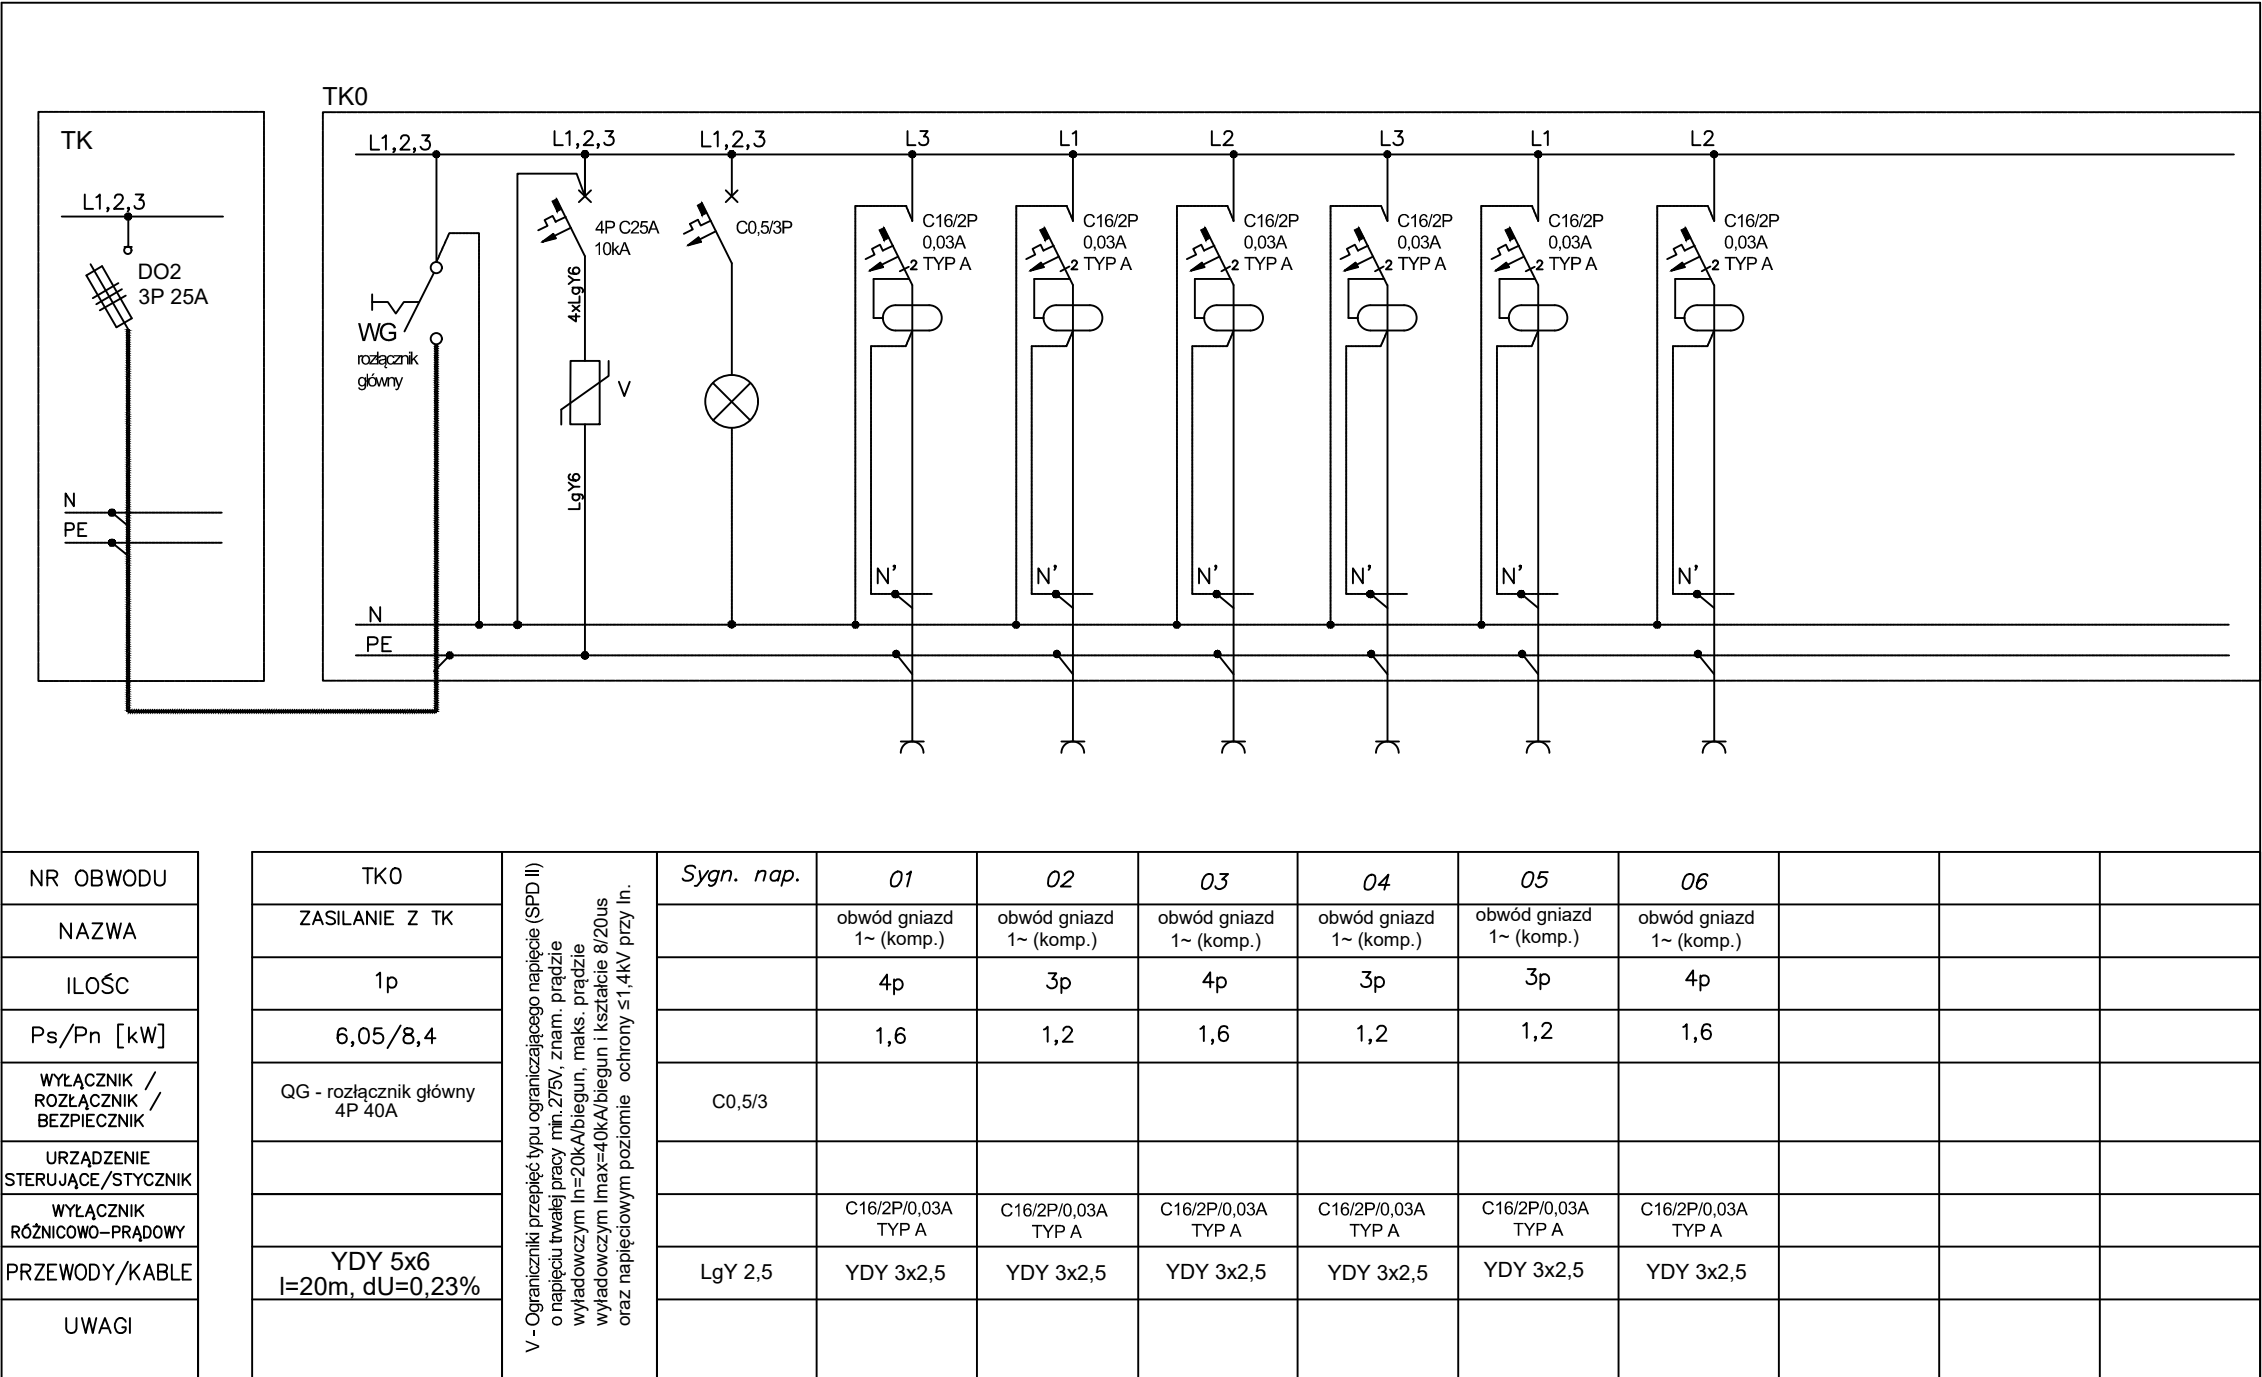 TK0
TK
L1,2,3
DO2
3P 25A
N
PE
L1,2,3
L1,2,3
L1,2,3
L3
L1
L2
L3
L1
L2
WG
rozłącznik
główny
4P C25A
10kA
4xLgY6
V
LgY6
C0,5/3P
C16/2P
0,03A
TYP A
2
C16/2P
0,03A
TYP A
2
C16/2P
0,03A
TYP A
2
C16/2P
0,03A
TYP A
2
C16/2P
0,03A
TYP A
2
C16/2P
0,03A
TYP A
2
N'
N'
N'
N'
N'
N'
N
PE
NR OBWODU
TK0
Sygn. nap.
01
02
03
04
05
06
V - Ograniczniki przepięć typu ograniczającego napięcie (SPD II)
o napięciu trwałej pracy min.275V, znam. prądzie
wyładowczym In=20kA/biegun, maks. prądzie
wyładowczym Imax=40kA/biegun i kształcie 8/20us
oraz napięciowym poziomie ochrony ≤1,4kV przy In.
NAZWA
ZASILANIE Z TK
obwód gniazd
1~ (komp.)
obwód gniazd
1~ (komp.)
obwód gniazd
1~ (komp.)
obwód gniazd
1~ (komp.)
obwód gniazd
1~ (komp.)
obwód gniazd
1~ (komp.)
ILOŚC
1p
4p
3p
4p
3p
3p
4p
Ps/Pn [kW]
6,05/8,4
1,6
1,2
1,6
1,2
1,2
1,6
WYŁĄCZNIK /
ROZŁĄCZNIK /
BEZPIECZNIK
QG - rozłącznik główny
4P 40A
C0,5/3
URZĄDZENIE
STERUJĄCE/STYCZNIK
WYŁĄCZNIK
RÓŻNICOWO-PRĄDOWY
C16/2P/0,03A
TYP A
C16/2P/0,03A
TYP A
C16/2P/0,03A
TYP A
C16/2P/0,03A
TYP A
C16/2P/0,03A
TYP A
C16/2P/0,03A
TYP A
PRZEWODY/KABLE
YDY 5x6
l=20m, dU=0,23%
LgY 2,5
YDY 3x2,5
YDY 3x2,5
YDY 3x2,5
YDY 3x2,5
YDY 3x2,5
YDY 3x2,5
UWAGI